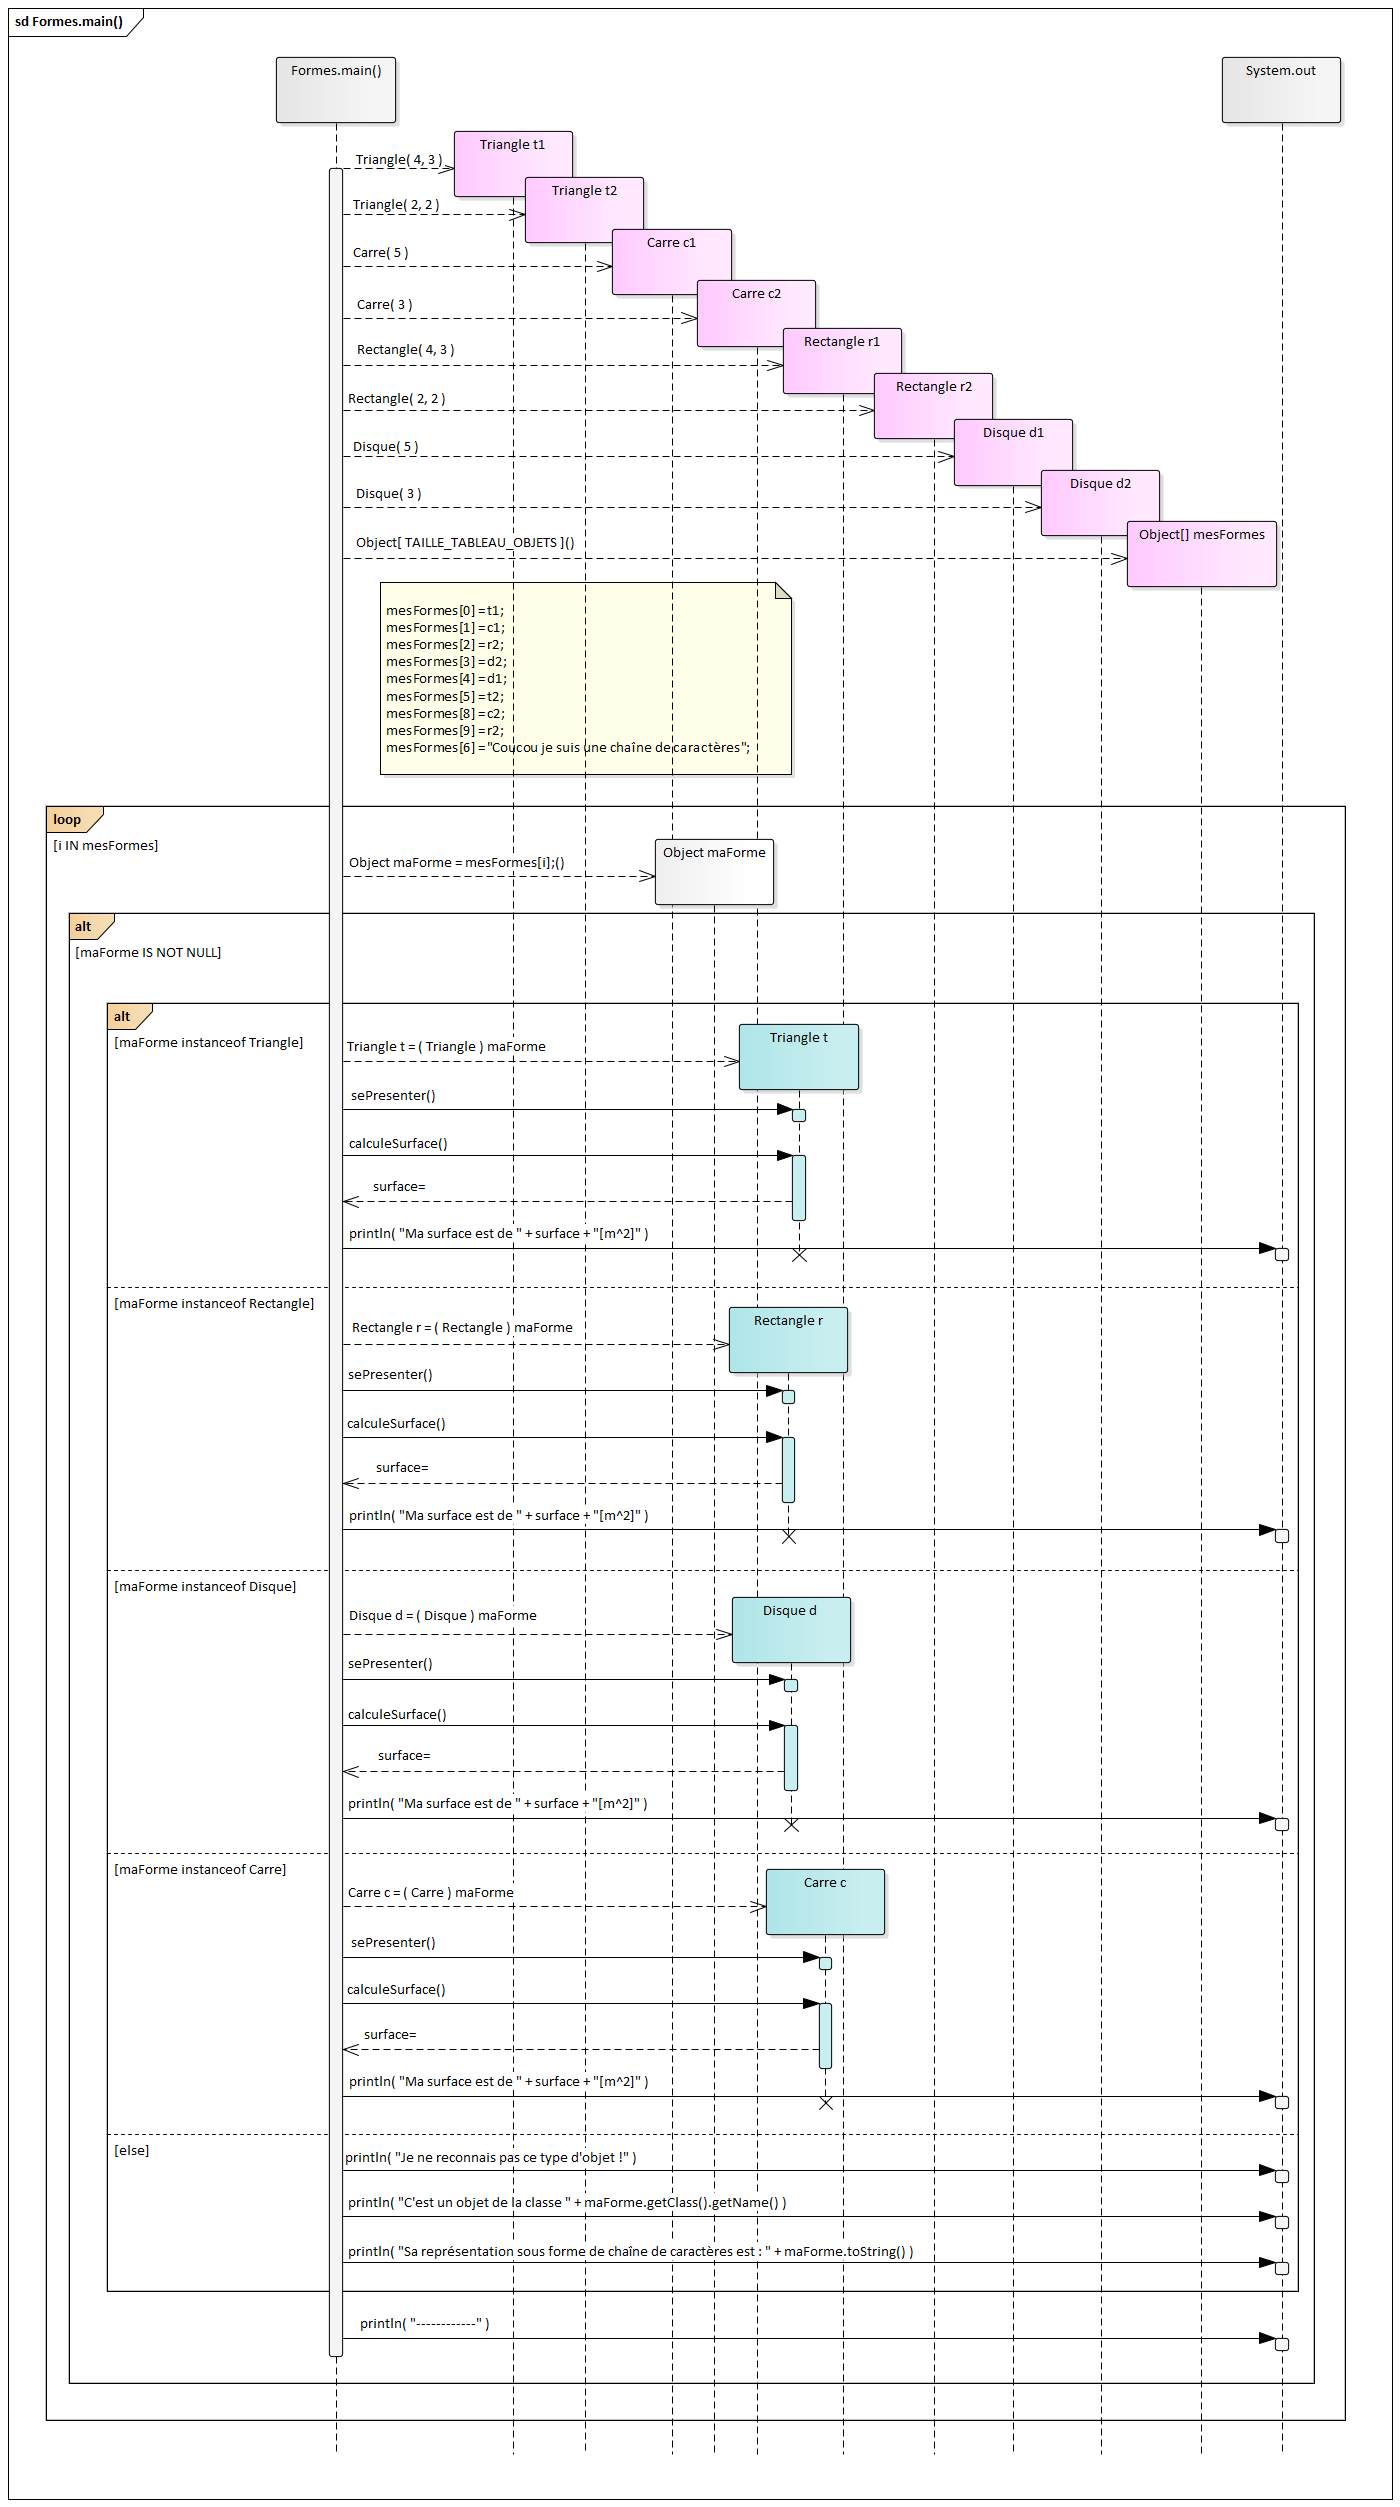 sd Formes.main()
Formes.main()
System.out
Triangle t1
Triangle( 4, 3 )
Triangle t2
Triangle( 2, 2 )
Carre c1
Carre( 5 )
Carre c2
Carre( 3 )
Rectangle r1
Rectangle( 4, 3 )
Rectangle r2
Rectangle( 2, 2 )
Disque d1
Disque( 5 )
Disque d2
Disque( 3 )
Object[] mesFormes
Object[ TAILLE_TABLEAU_OBJETS ]()
mesFormes[0] = t1;
mesFormes[1] = c1;
mesFormes[2] = r2;
mesFormes[3] = d2;
mesFormes[4] = d1;
mesFormes[5] = t2;
mesFormes[8] = c2;
mesFormes[9] = r2;
mesFormes[6] = "Coucou je suis une chaîne de caractères";
loop
[i IN mesFormes]
Object maForme
Object maForme = mesFormes[i];()
alt
[maForme IS NOT NULL]
alt
[maForme instanceof Triangle]
Triangle t
Triangle t = ( Triangle ) maForme
sePresenter()
calculeSurface()
surface=
println( "Ma surface est de " + surface + "[m^2]" )
[maForme instanceof Rectangle]
Rectangle r
Rectangle r = ( Rectangle ) maForme
sePresenter()
calculeSurface()
surface=
println( "Ma surface est de " + surface + "[m^2]" )
[maForme instanceof Disque]
Disque d
Disque d = ( Disque ) maForme
sePresenter()
calculeSurface()
surface=
println( "Ma surface est de " + surface + "[m^2]" )
[maForme instanceof Carre]
Carre c
Carre c = ( Carre ) maForme
sePresenter()
calculeSurface()
surface=
println( "Ma surface est de " + surface + "[m^2]" )
[else]
println( "Je ne reconnais pas ce type d'objet !" )
println( "C'est un objet de la classe " + maForme.getClass().getName() )
println( "Sa représentation sous forme de chaîne de caractères est : " + maForme.toString() )
println( "------------" )